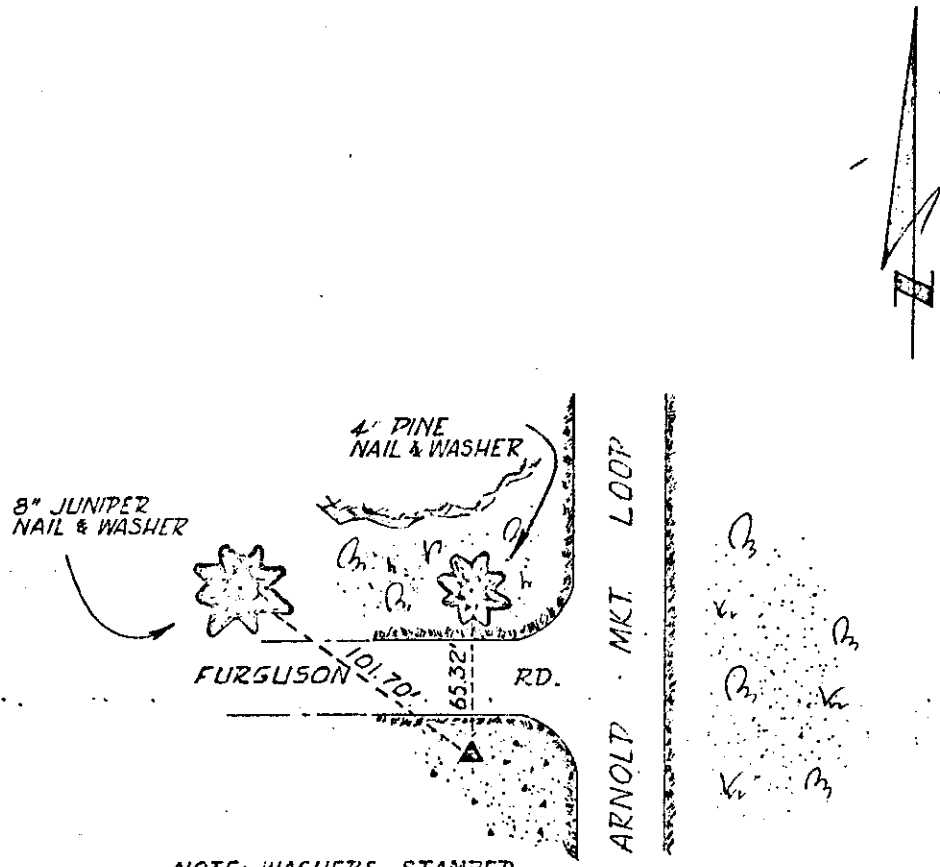 4" PINE
NAIL & WASHER
8" JUNIPER
NAIL & WASHER
ARNOLD MKT. LOOP
FURGUSON RD.
101.70'
65.32'
NOTE: WASHERS STAMPED